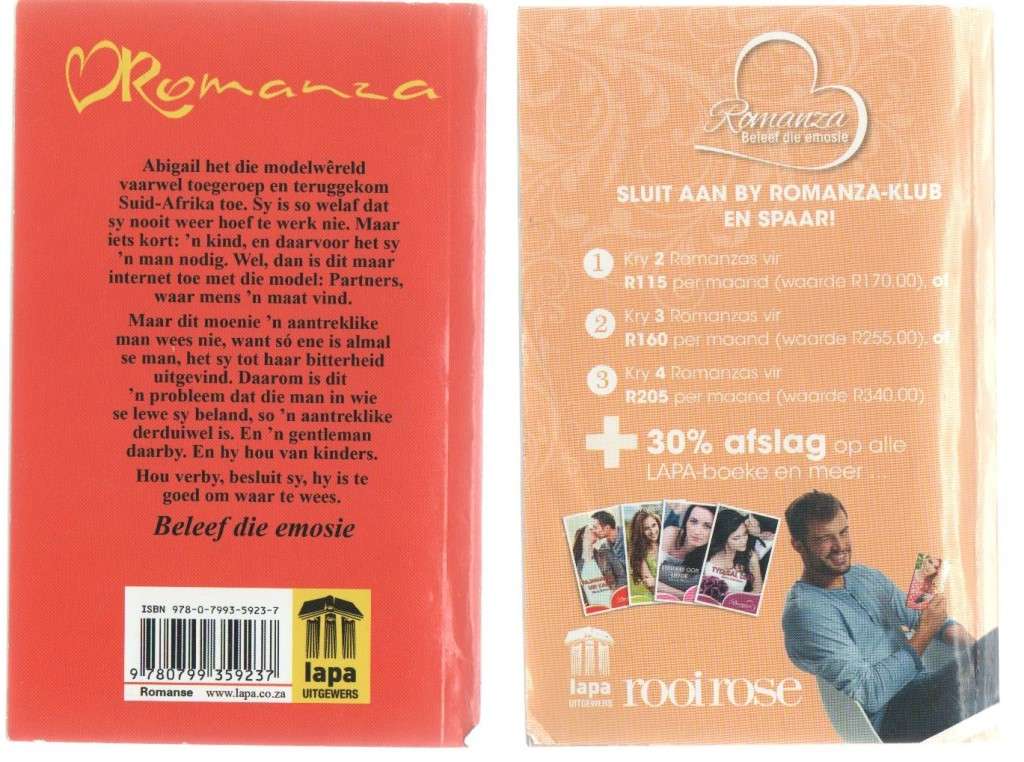 Romanza
Abigail het die modelwêreld
vaarwel toegeroep en teruggekom
Suid-Afrika toe. Sy is so welaf dat
sy nooit weer hoef te werk nie. Maar
iets kort: ’n kind, en daarvoor het sy
’n man nodig. Wel, dan is dit maar
internet toe met die model: Partners,
waar mens ’n maat vind.
Maar dit moenie ’n aantreklike
man wees nie, want só ene is almal
se man, het sy tot haar bitterheid
uitgevind. Daarom is dit
’n probleem dat die man in wie
se lewe sy beland, so ’n aantreklike
derduiwel is. En ’n gentleman
daarby. En hy hou van kinders.
Hou verby, besluit sy, hy is te
goed om waar te wees.
Beleef die emosie
ISBN 978-0-7993-5923-7
9 780799 359237
Romanse www.lapa.co.za
lapa
UITGEWERS
Romanza
Beleef die emosie
SLUIT AAN BY ROMANZA-KLUB
EN SPAAR!
1 Kry 2 Romanzas vir
R115 per maand (waarde R170.00), of
2 Kry 3 Romanzas vir
R160 per maand (waarde R255.00), of
3 Kry 4 Romanzas vir
R205 per maand (waarde R340.00)
+ 30% afslag op alle
LAPA-boeke en meer ...
lapa
UITGEWERS
rooi rose